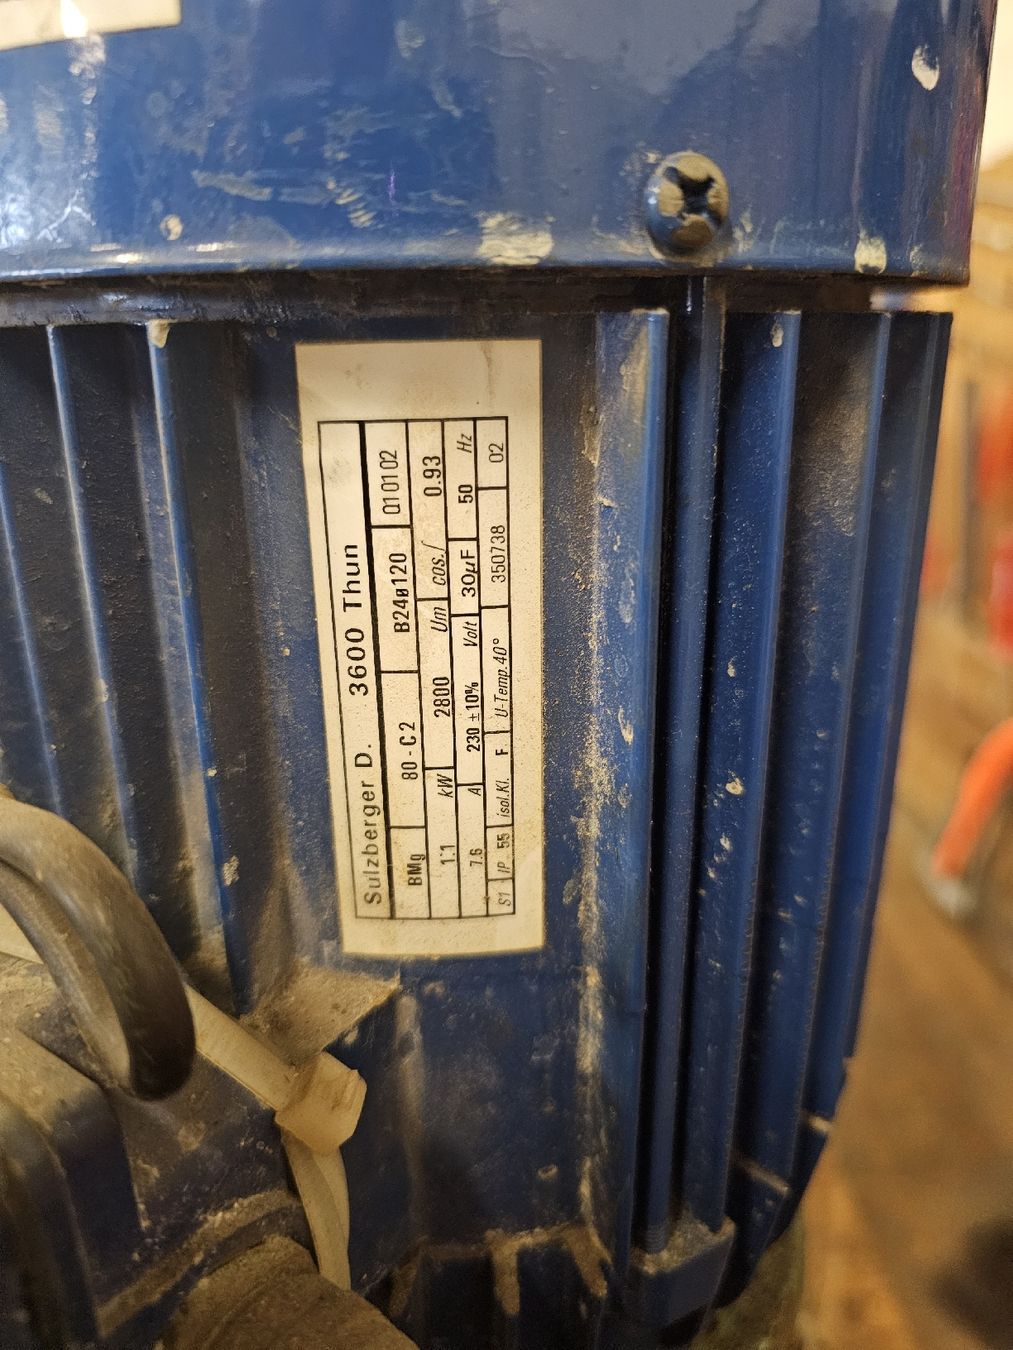 Sulzberger D. 3600 Thun
BMg 80-C2 B24ø120 010102
1.1 kW 2800 Um cos.f 0.93
7.6 A 230 ±10% Volt 30µF 50 Hz
S1 IP 55 isol.Kl. F U-Temp.40° 350738 02